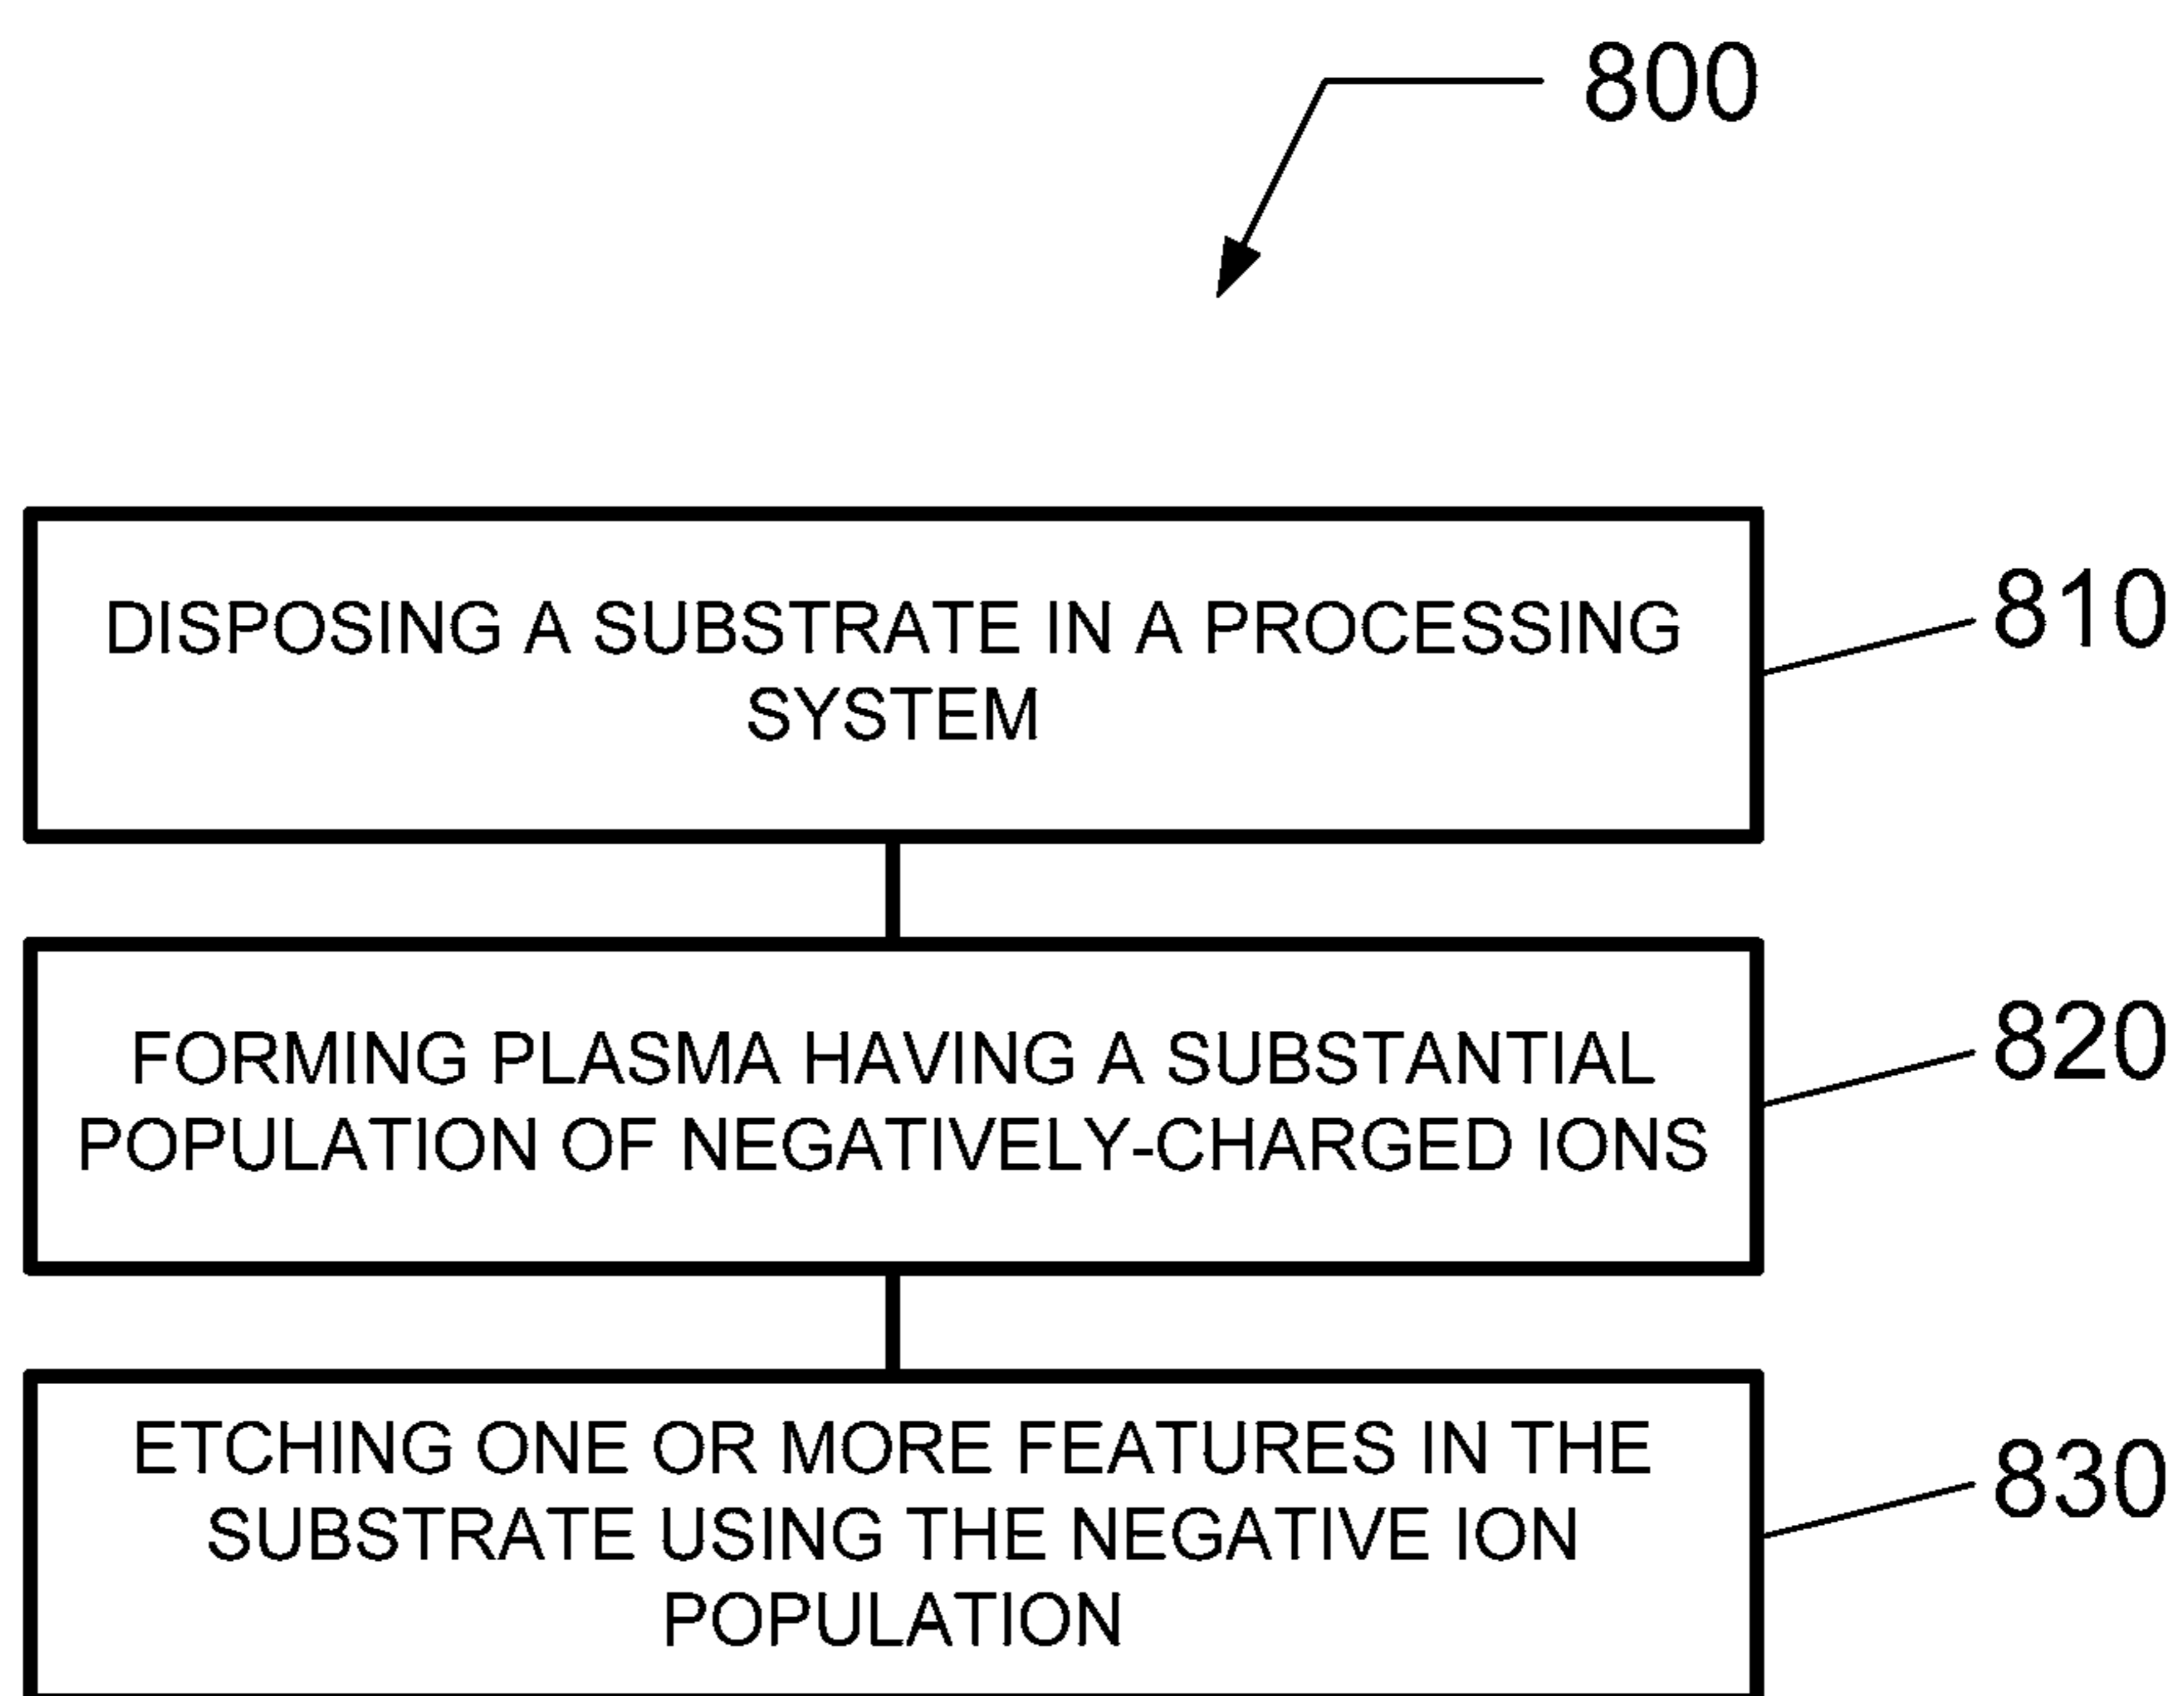 800
DISPOSING A SUBSTRATE IN A PROCESSING
SYSTEM
810
FORMING PLASMA HAVING A SUBSTANTIAL
POPULATION OF NEGATIVELY-CHARGED IONS
820
ETCHING ONE OR MORE FEATURES IN THE
SUBSTRATE USING THE NEGATIVE ION
POPULATION
830